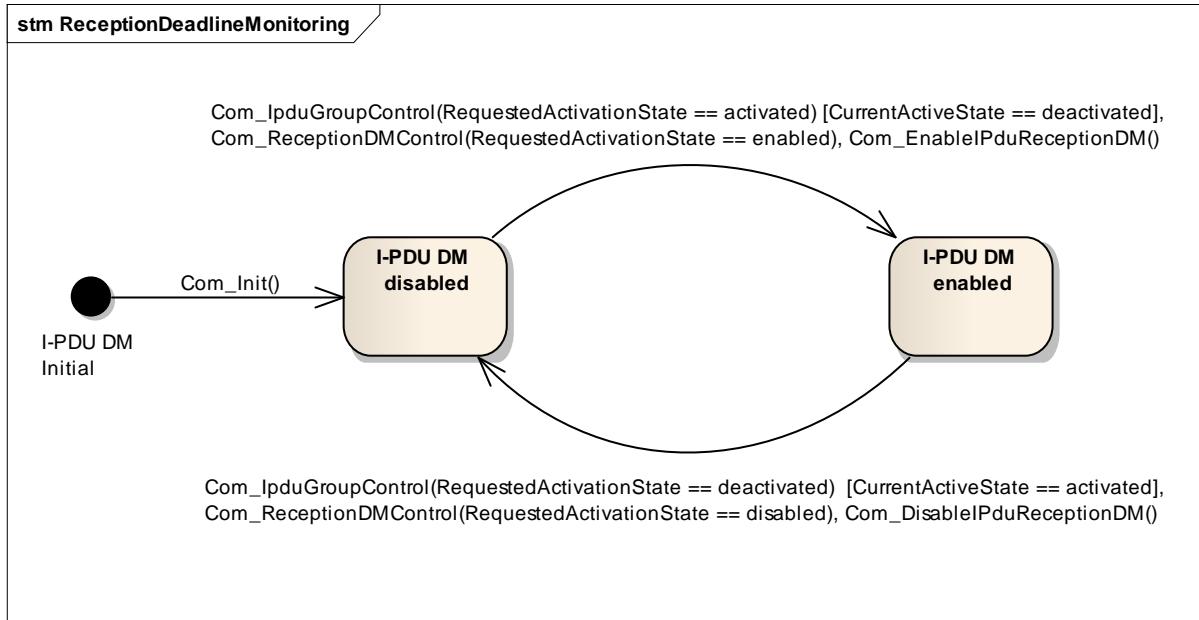 stm ReceptionDeadlineMonitoring
Com_IpduGroupControl(RequestedActivationState == activated) [CurrentActiveState == deactivated],
Com_ReceptionDMControl(RequestedActivationState == enabled), Com_EnableIPduReceptionDM()
I-PDU DM
disabled
I-PDU DM
enabled
Com_Init()
I-PDU DM
Initial
Com_IpduGroupControl(RequestedActivationState == deactivated) [CurrentActiveState == activated],
Com_ReceptionDMControl(RequestedActivationState == disabled), Com_DisableIPduReceptionDM()